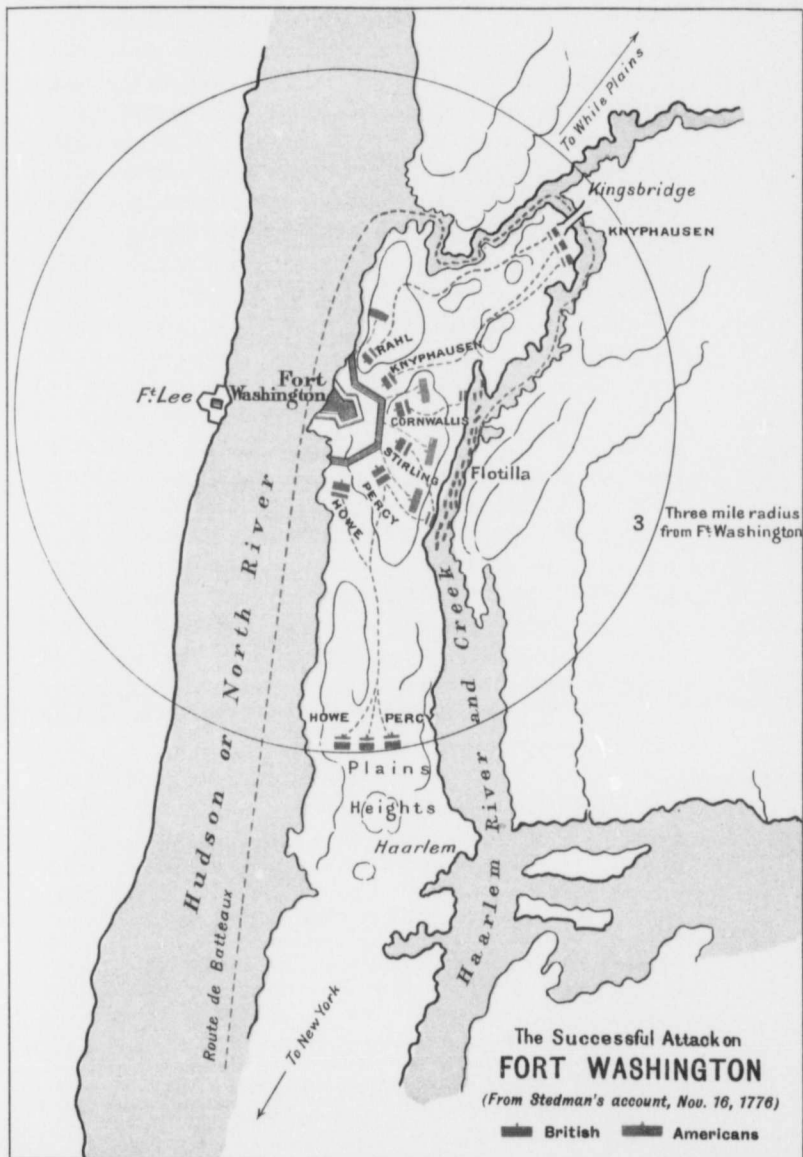 To While Plains
Kingsbridge
KNYPHAUSEN
RAHL
KNYPHAUSEN
Fort
Washington
Ft. Lee
CORNWALLIS
STIRLING
Flotilla
PERCY
HOWE
3
Three mile radius
from Ft. Washington
Hudson or North River
Haarlem River and Creek
HOWE PERCY
Plains
Heights
Haarlem
Route de Batteaux
To New York
The Successful Attack on
FORT WASHINGTON
(From Stedman's account, Nov. 16, 1776)
British Americans